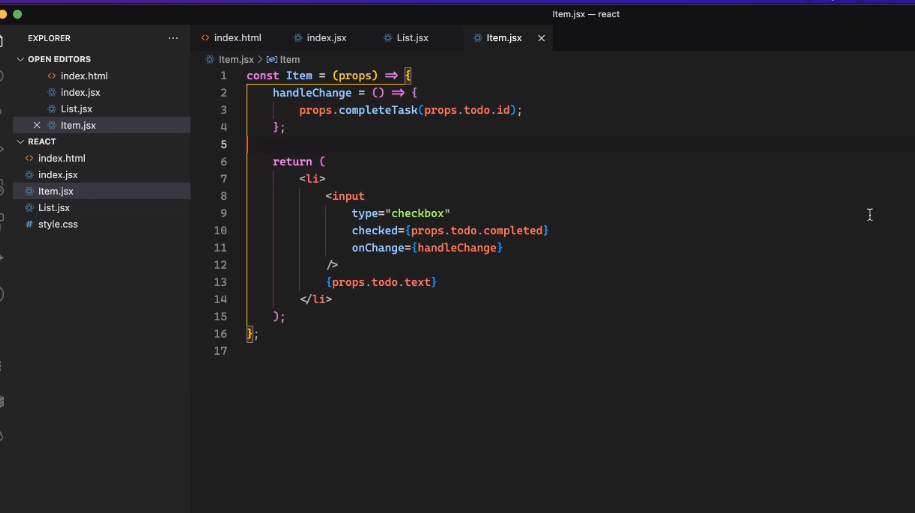 Item.jsx — react
EXPLORER ...
index.html index.jsx List.jsx Item.jsx
OPEN EDITORS
index.html
index.jsx
List.jsx
Item.jsx
REACT
index.html
index.jsx
Item.jsx
List.jsx
style.css
Item.jsx > Item
1 const Item = (props) => {
2 handleChange = () => {
3 props.completeTask(props.todo.id);
4 };
5
6 return (
7 <li>
8 <input
9 type="checkbox"
10 checked={props.todo.completed}
11 onChange={handleChange}
12 />
13 {props.todo.text}
14 </li>
15 );
16 };
17